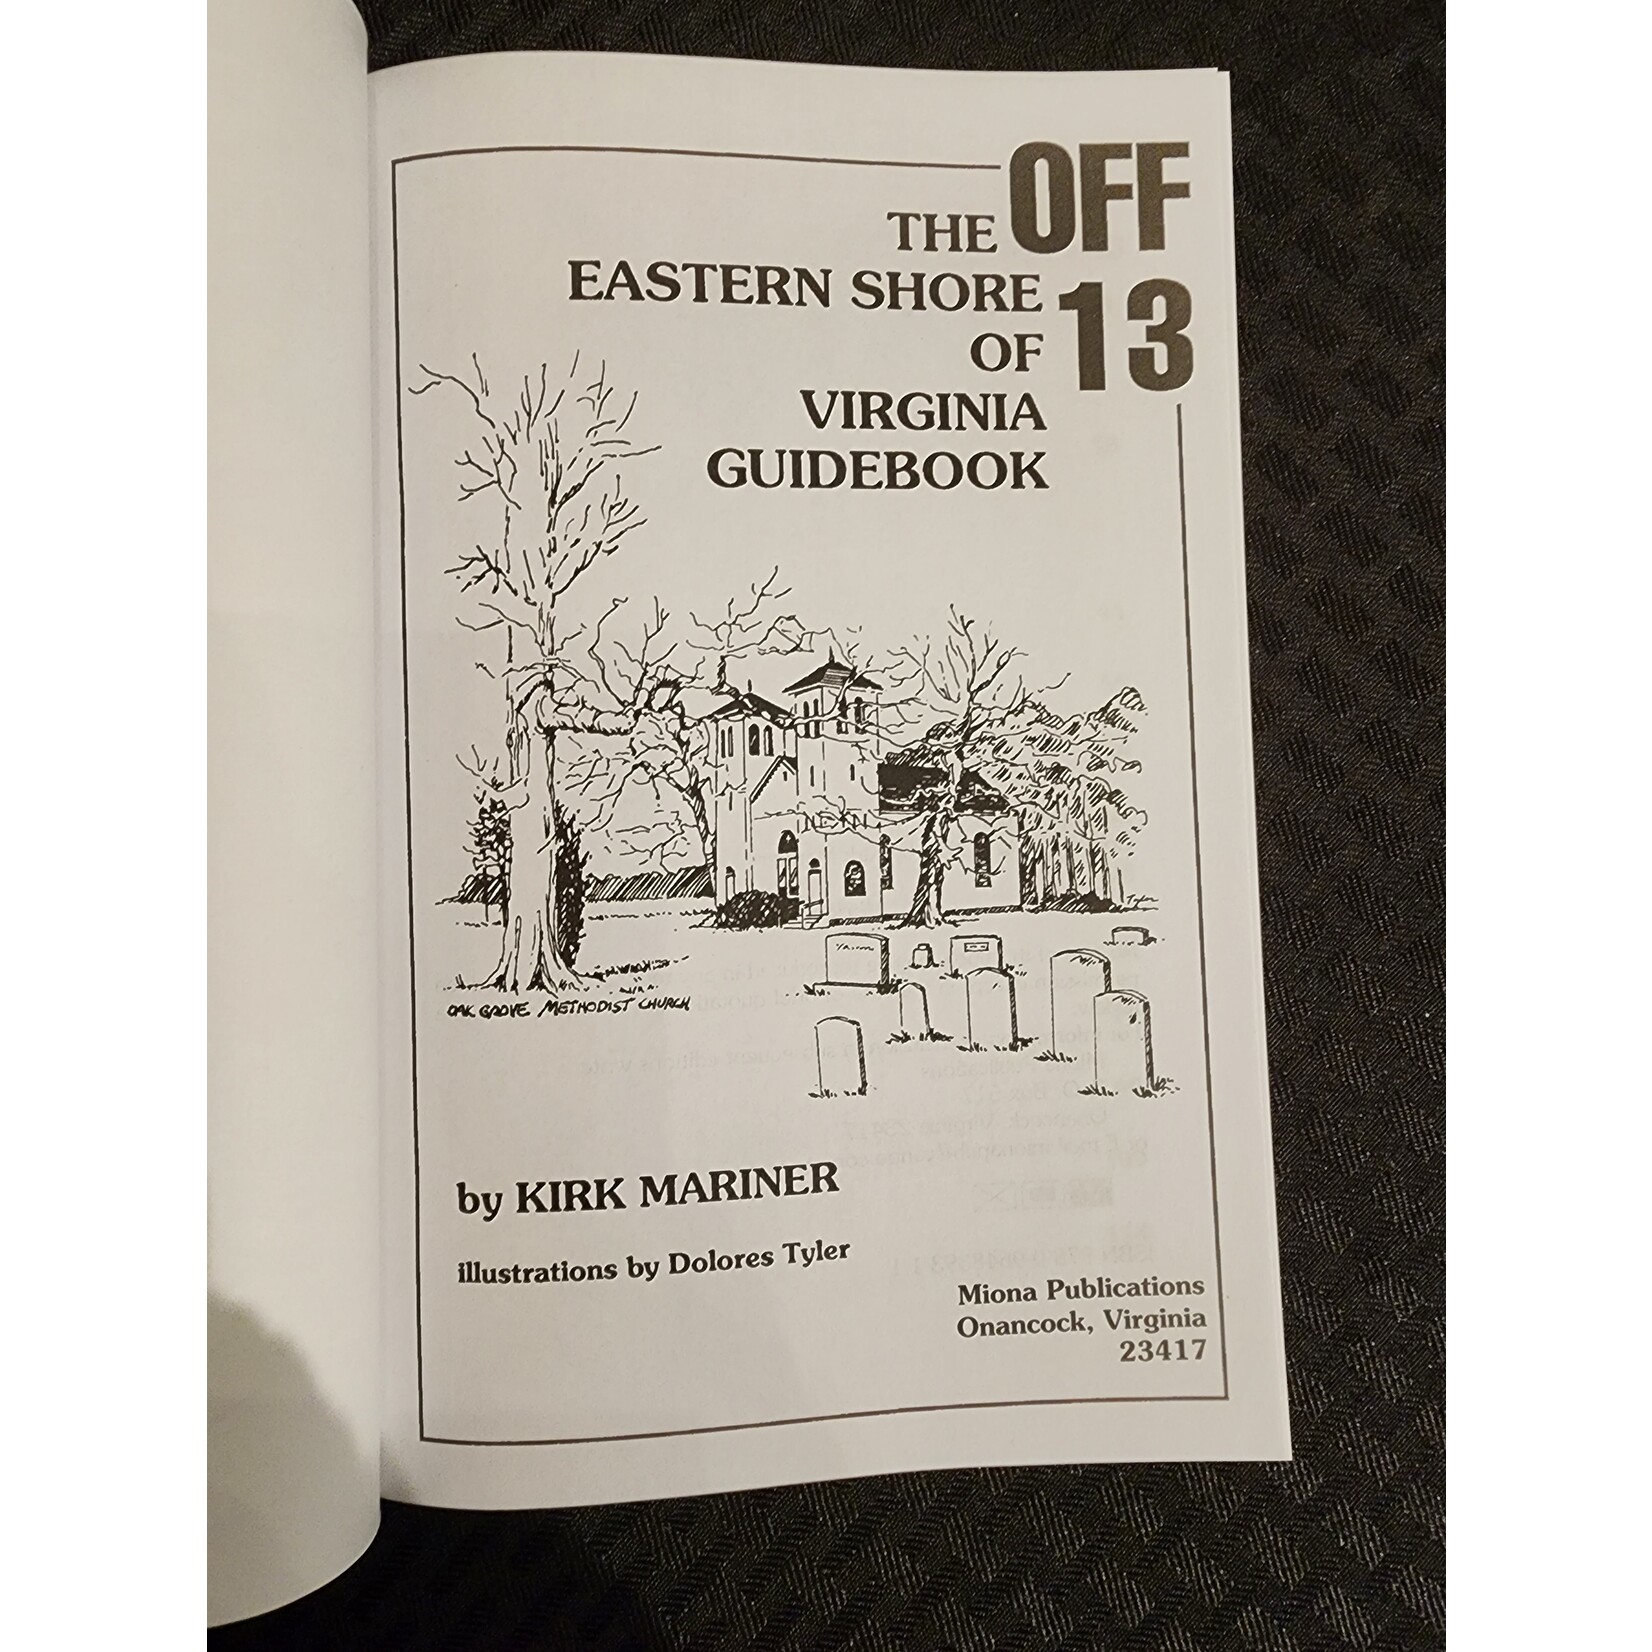 OFF
13
THE
EASTERN SHORE
OF
VIRGINIA
GUIDEBOOK
OAK GROVE METHODIST CHURCH
by KIRK MARINER
illustrations by Dolores Tyler
Miona Publications
Onancock, Virginia
23417